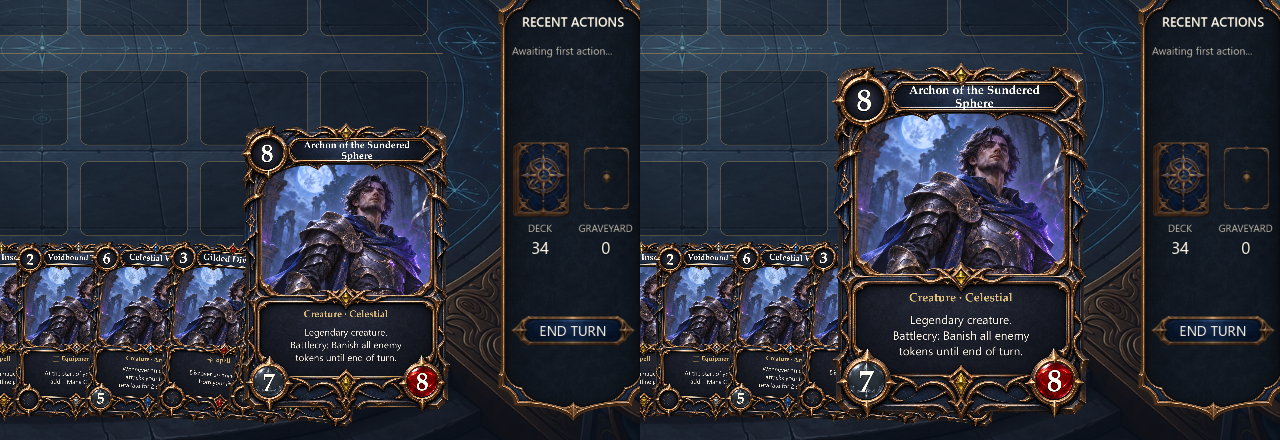 RECENT ACTIONS
Awaiting first action...
8
Archon of the Sundered
Sphere
Creature · Celestial
Legendary creature.
Battlecry: Banish all enemy
tokens until end of turn.
7
8
2
Voidbound
6
Celestial
3
Gilded
5
DECK
34
GRAVEYARD
0
END TURN
RECENT ACTIONS
Awaiting first action...
8
Archon of the Sundered
Sphere
Creature · Celestial
Legendary creature.
Battlecry: Banish all enemy
tokens until end of turn.
7
8
2
Voidbound
6
Celestial
3
5
DECK
34
GRAVEYARD
0
END TURN